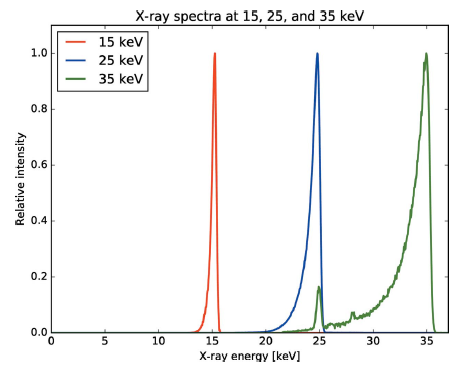 X-ray spectra at 15, 25, and 35 keV
15 keV
25 keV
35 keV
Relative intensity
1.0
0.8
0.6
0.4
0.2
0.0
0 5 10 15 20 25 30 35
X-ray energy [keV]